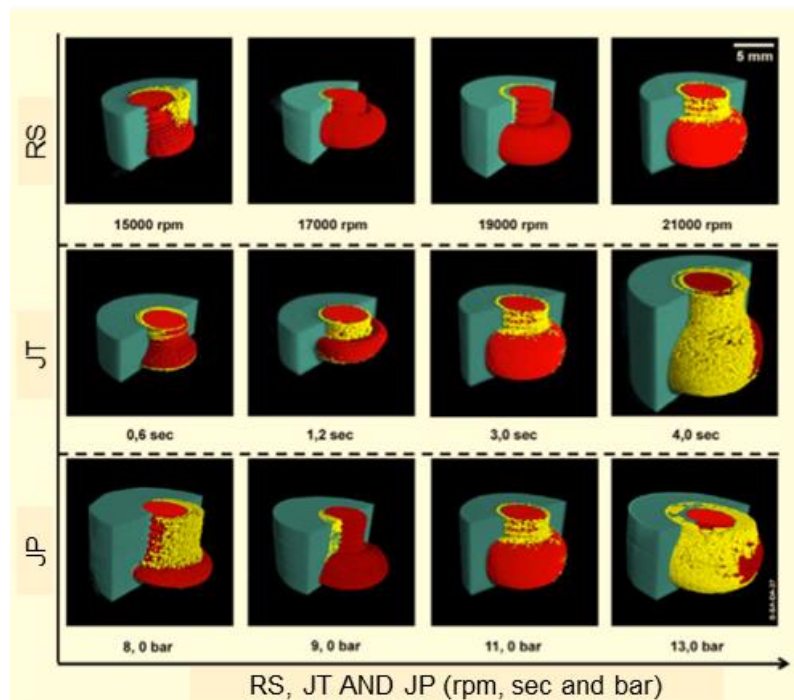 5 mm
RS
15000 rpm 17000 rpm 19000 rpm 21000 rpm
JT
0,6 sec 1,2 sec 3,0 sec 4,0 sec
JP
8, 0 bar 9, 0 bar 11, 0 bar 13,0 bar
RS, JT AND JP (rpm, sec and bar)